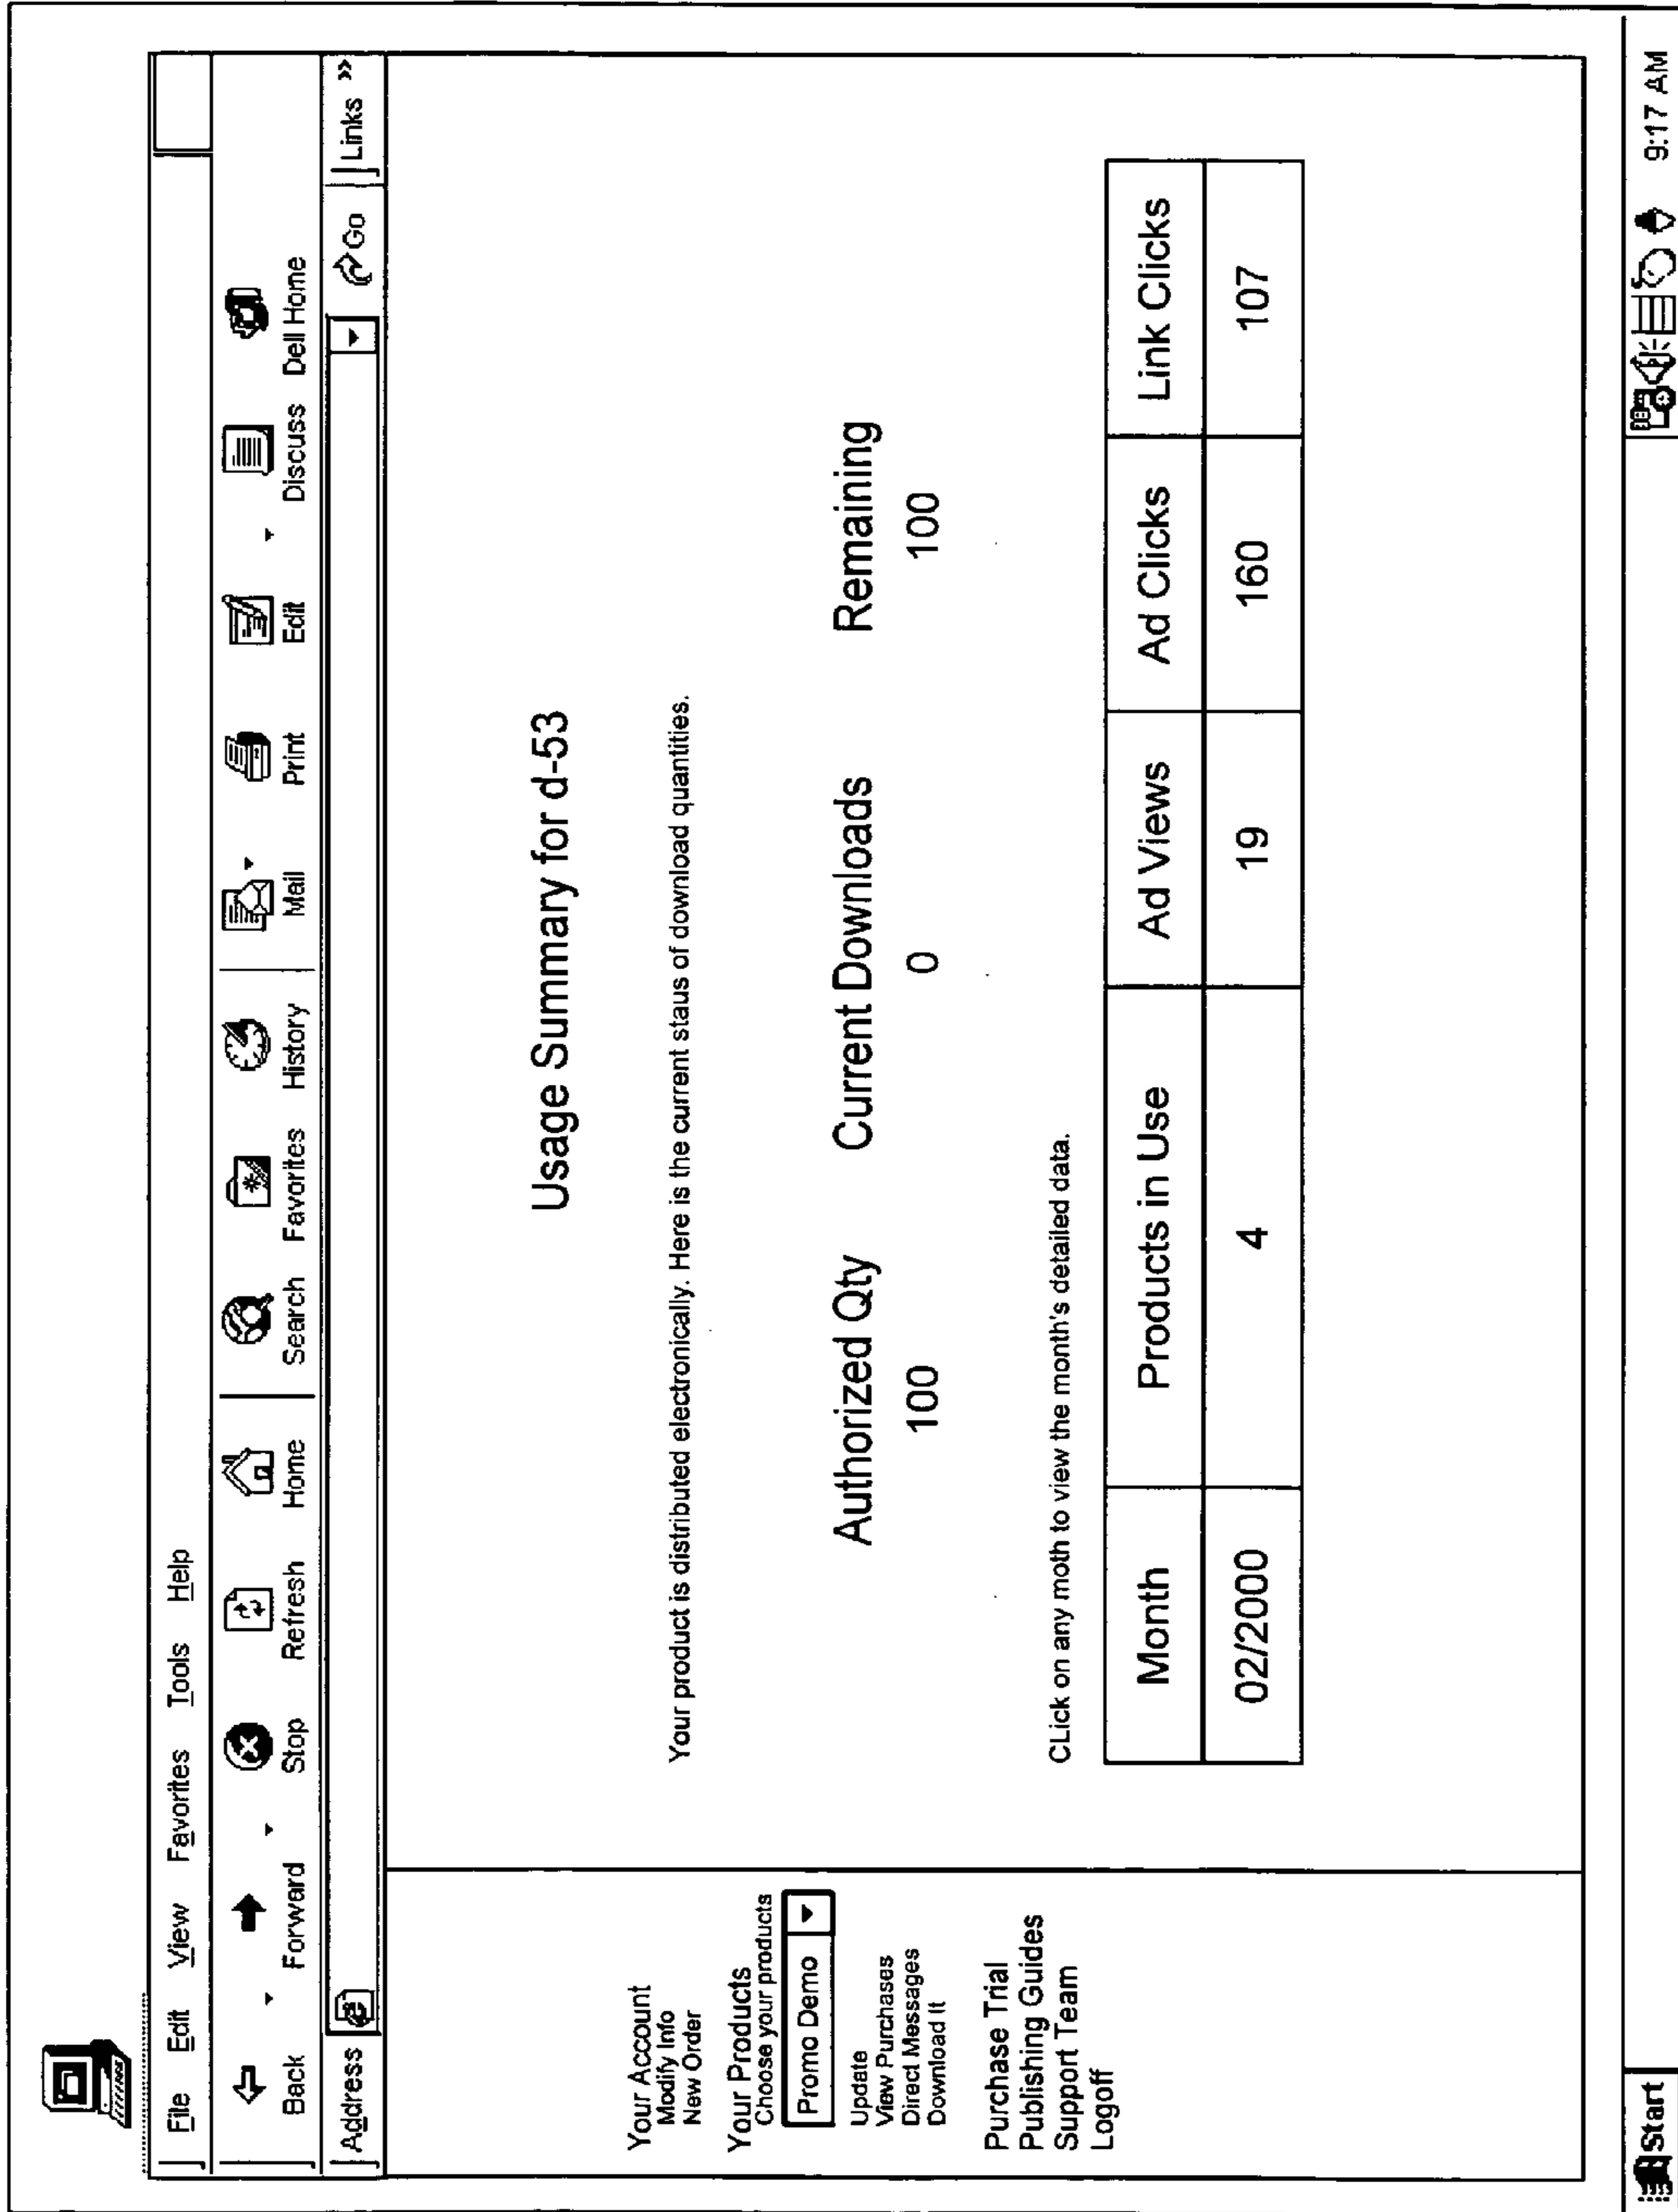 File Edit View Favorites Tools Help
Back Forward Stop Refresh Home Search Favorites History Mail Print Edit Discuss Dell Home
Address Go Links »
Your Account
Modify Info
New Order
Your Products
Choose your products
Promo Demo
Update
View Purchases
Direct Messages
Download It
Purchase Trial
Publishing Guides
Support Team
Logoff
Usage Summary for d-53
Your product is distributed electronically. Here is the current staus of download quantities.
Authorized Qty Current Downloads Remaining
100 0 100
CLick on any moth to view the month's detailed data.
Month Products in Use Ad Views Ad Clicks Link Clicks
02/2000 4 19 160 107
Start 9:17 AM